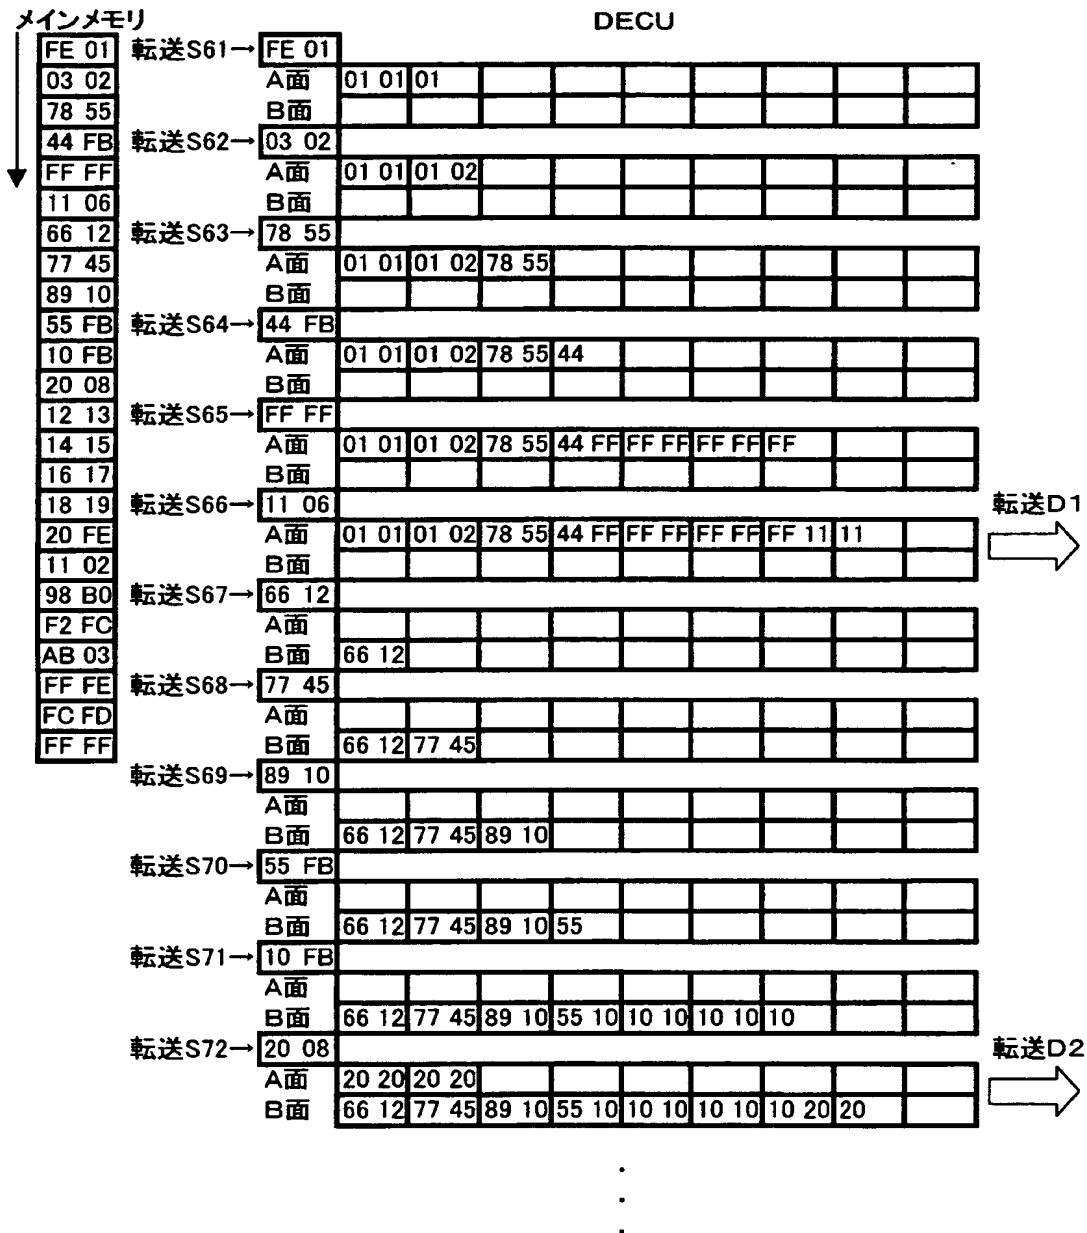 メインメモリ DECU
FE 01 転送S61→ FE 01
03 02 A面 01 01 01
78 55 B面
44 FB 転送S62→ 03 02
FF FF A面 01 01 01 02
11 06 B面
66 12 転送S63→ 78 55
77 45 A面 01 01 01 02 78 55
89 10 B面
55 FB 転送S64→ 44 FB
10 FB A面 01 01 01 02 78 55 44
20 08 B面
12 13 転送S65→ FF FF
14 15 A面 01 01 01 02 78 55 44 FF FF FF FF FF FF
16 17 B面
18 19 転送S66→ 11 06 転送D1
20 FE A面 01 01 01 02 78 55 44 FF FF FF FF FF FF 11 11
11 02 B面
98 B0 転送S67→ 66 12
F2 FC A面
AB 03 B面 66 12
FF FE 転送S68→ 77 45
FC FD A面
FF FF B面 66 12 77 45
転送S69→ 89 10
A面
B面 66 12 77 45 89 10
転送S70→ 55 FB
A面
B面 66 12 77 45 89 10 55
転送S71→ 10 FB
A面
B面 66 12 77 45 89 10 55 10 10 10 10 10 10
転送S72→ 20 08 転送D2
A面 20 20 20 20
B面 66 12 77 45 89 10 55 10 10 10 10 10 10 20 20